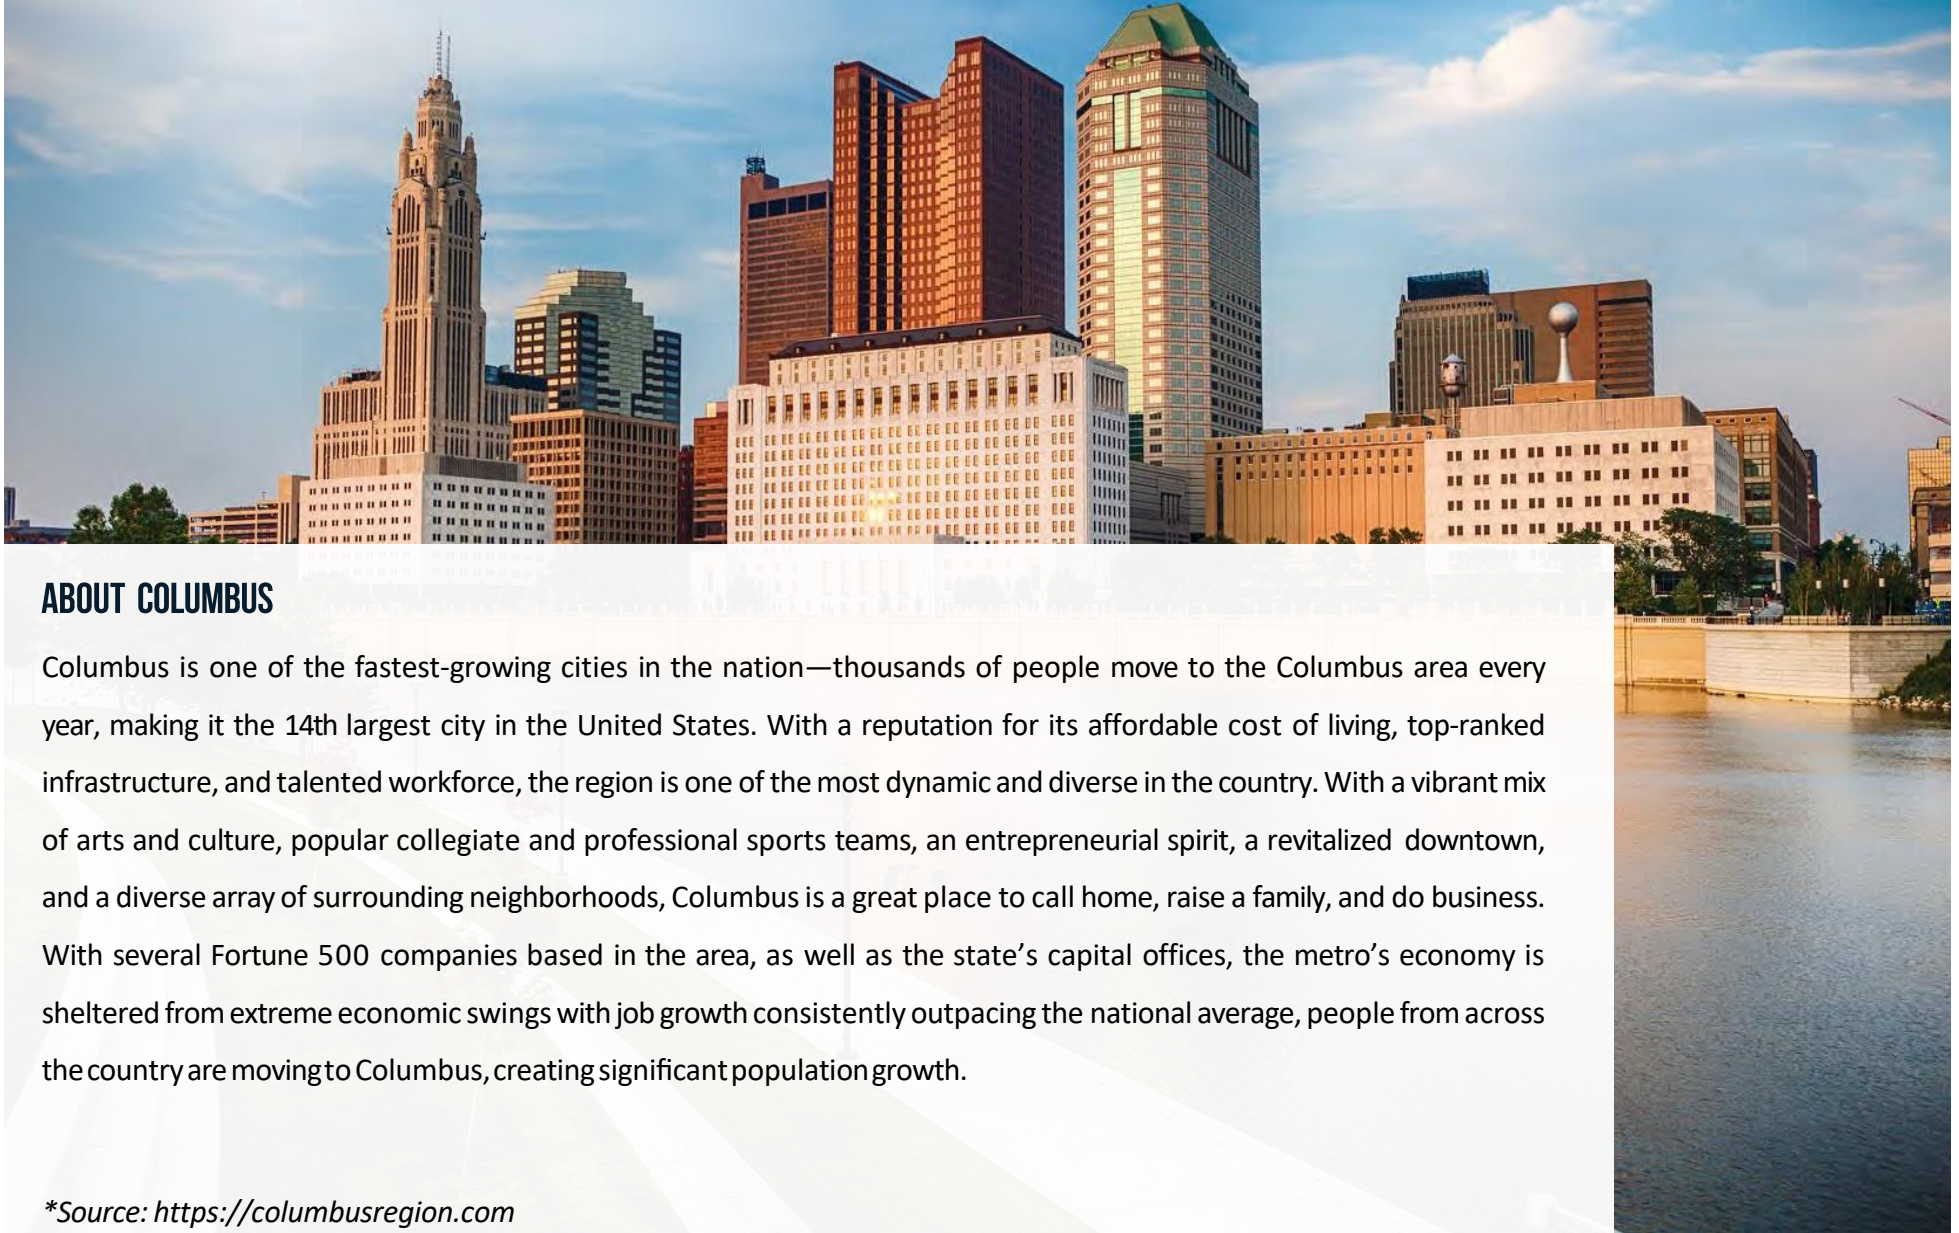 ABOUT COLUMBUS
Columbus is one of the fastest-growing cities in the nation—thousands of people move to the Columbus area every
year, making it the 14th largest city in the United States. With a reputation for its affordable cost of living, top-ranked
infrastructure, and talented workforce, the region is one of the most dynamic and diverse in the country. With a vibrant mix
of arts and culture, popular collegiate and professional sports teams, an entrepreneurial spirit, a revitalized downtown,
and a diverse array of surrounding neighborhoods, Columbus is a great place to call home, raise a family, and do business.
With several Fortune 500 companies based in the area, as well as the state’s capital offices, the metro’s economy is
sheltered from extreme economic swings with job growth consistently outpacing the national average, people from across
the country are moving to Columbus, creating significant population growth.
*Source: https://columbusregion.com